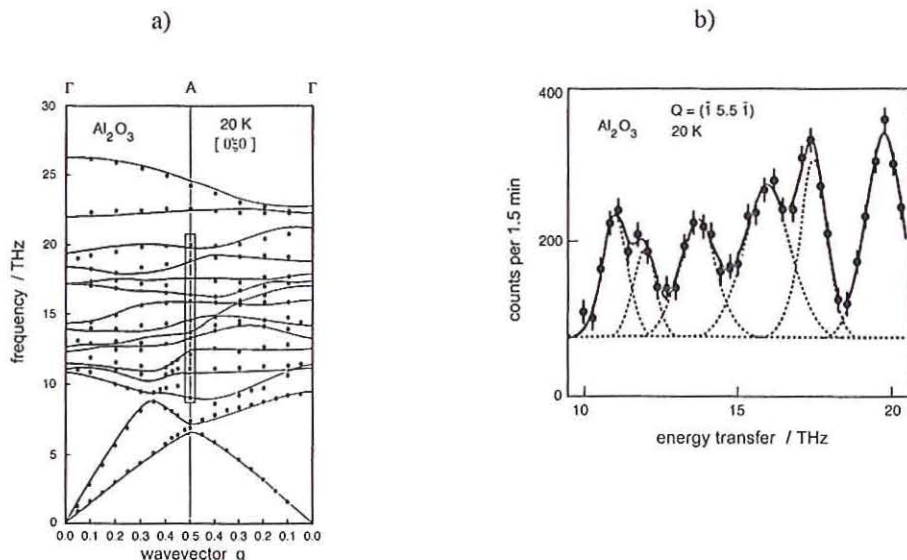 a)
Γ A Γ
30
25
20
15
10
5
0
frequency / THz
Al₂O₃
20 K
[ 0ξ0 ]
0.0 0.1 0.2 0.3 0.4 0.5 0.4 0.3 0.2 0.1 0.0
wavevector q
b)
400
200
0
counts per 1.5 min
Al₂O₃
Q = (1̄ 5.5 1̄)
20 K
10 15 20
energy transfer / THz